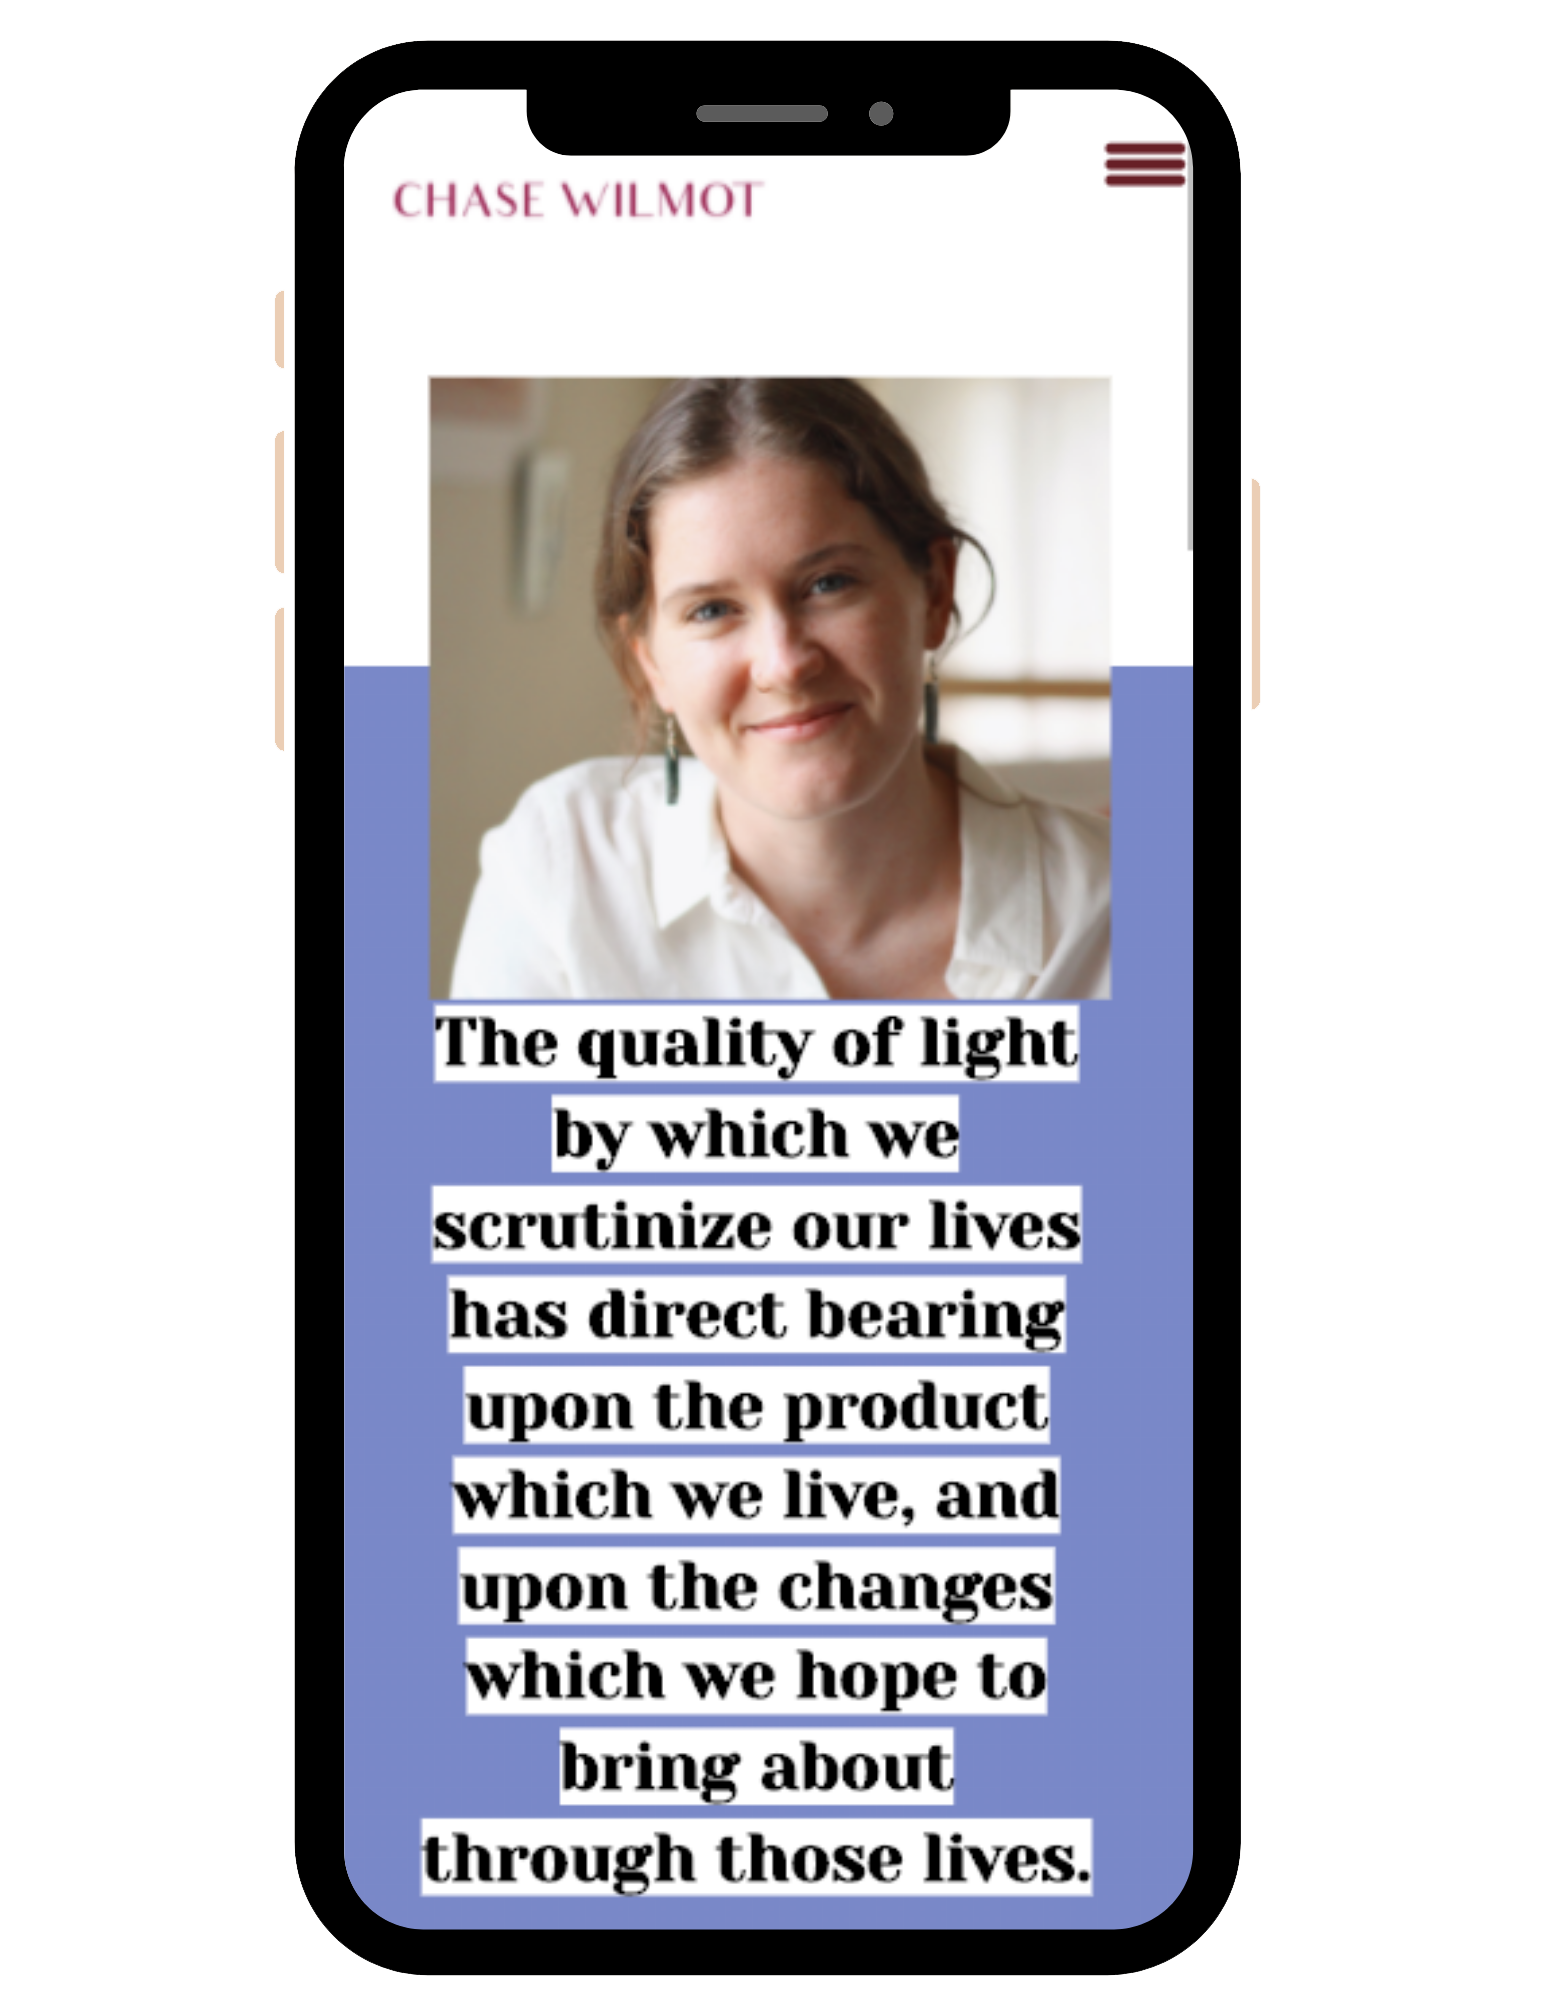 CHASE WILMOT
The quality of light
by which we
scrutinize our lives
has direct bearing
upon the product
which we live, and
upon the changes
which we hope to
bring about
through those lives.